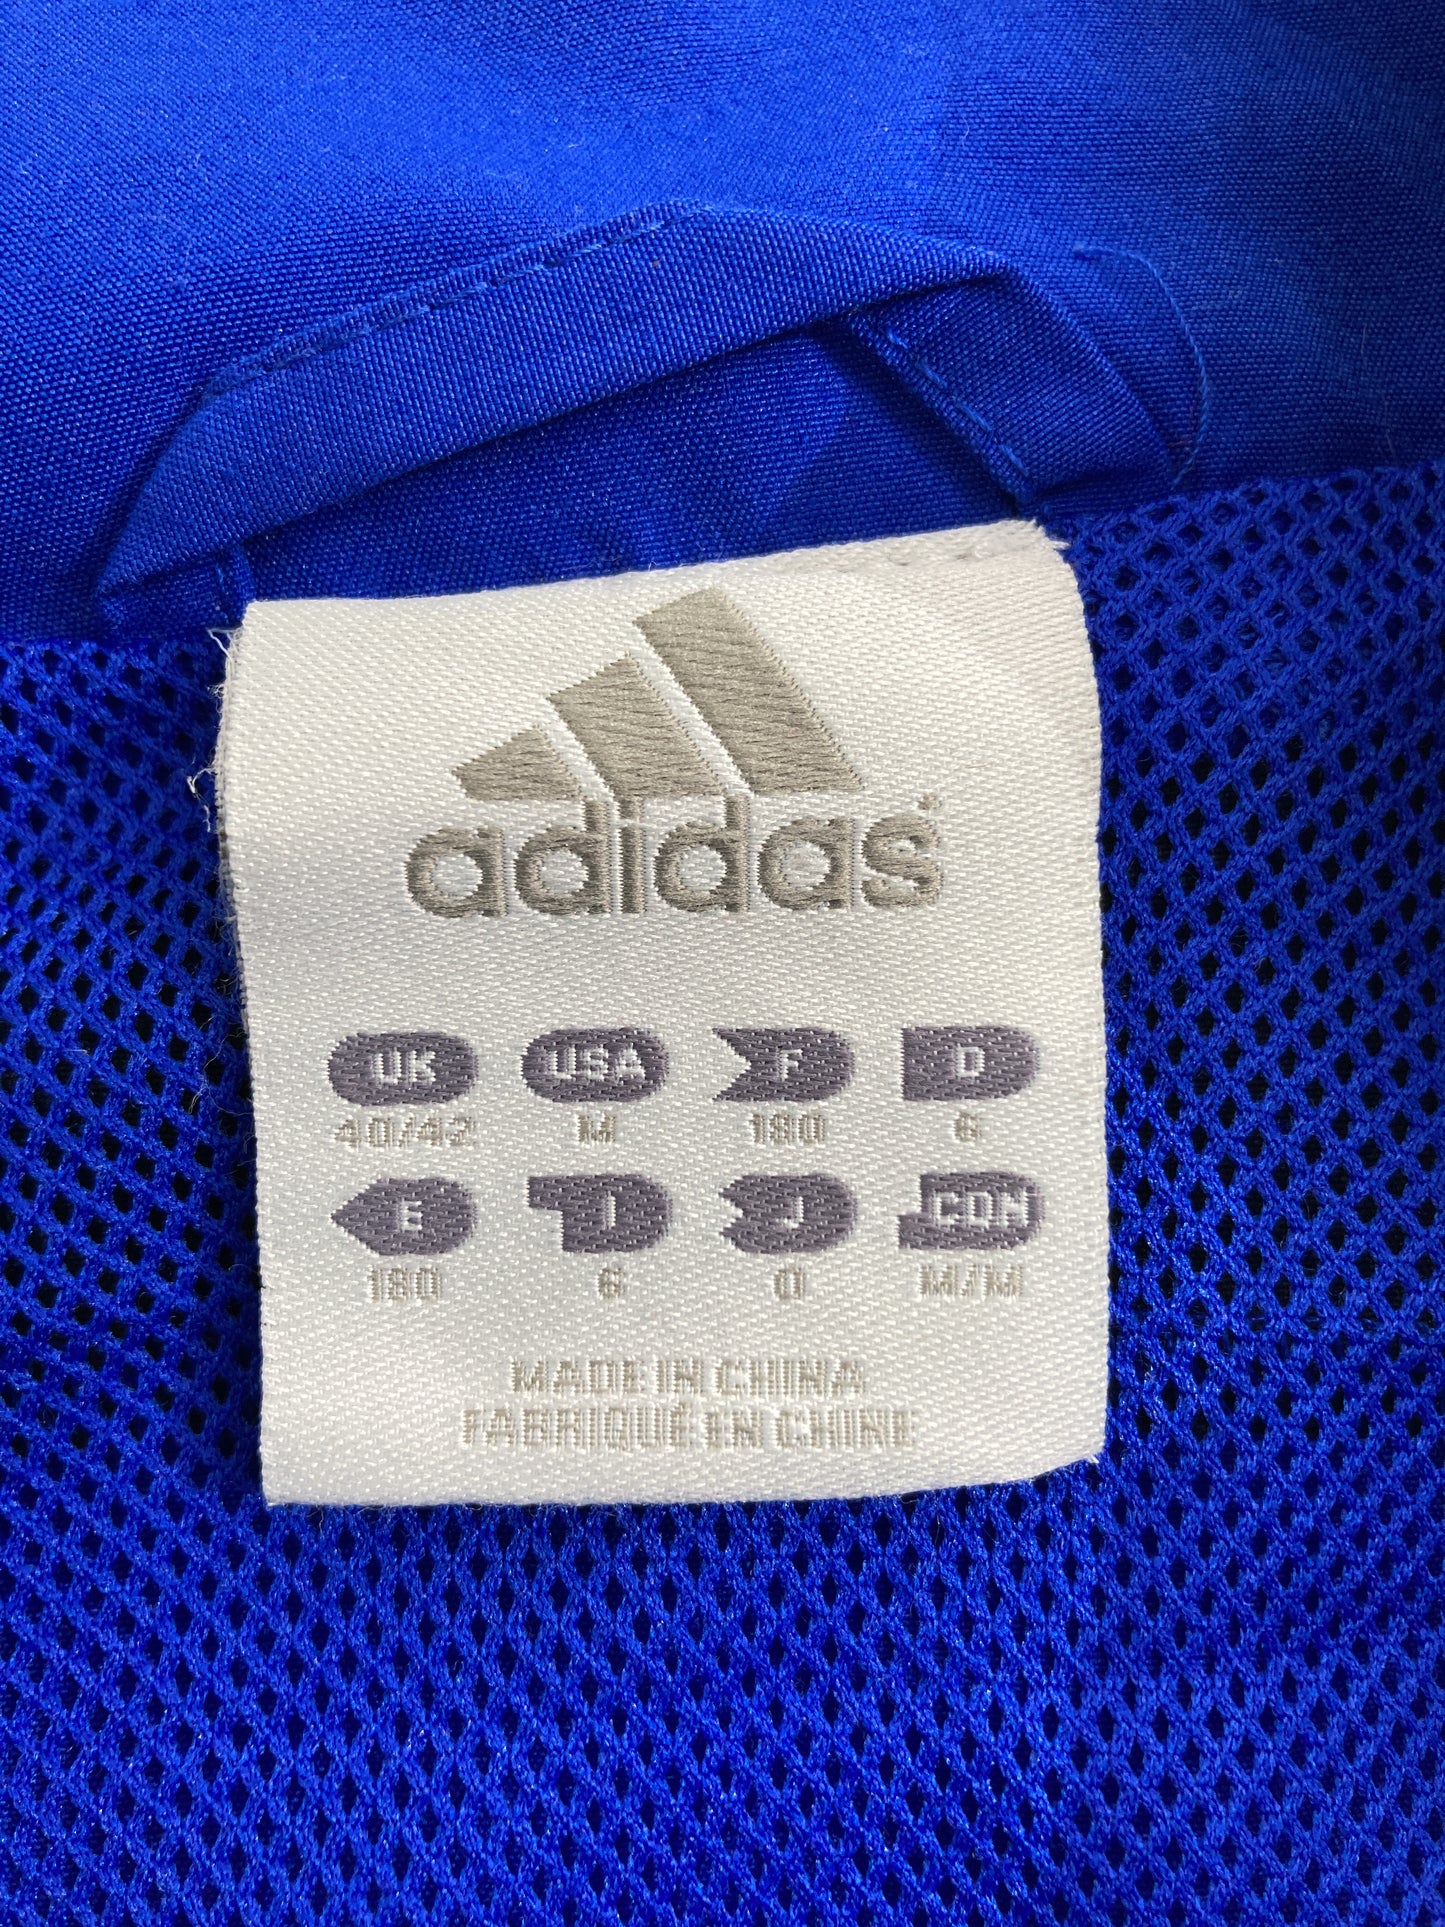 adidas®
UK USA F D
40/42 M 180 6
E I J CDN
180 6 O M/M
MADE IN CHINA
FABRIQUÉ EN CHINE